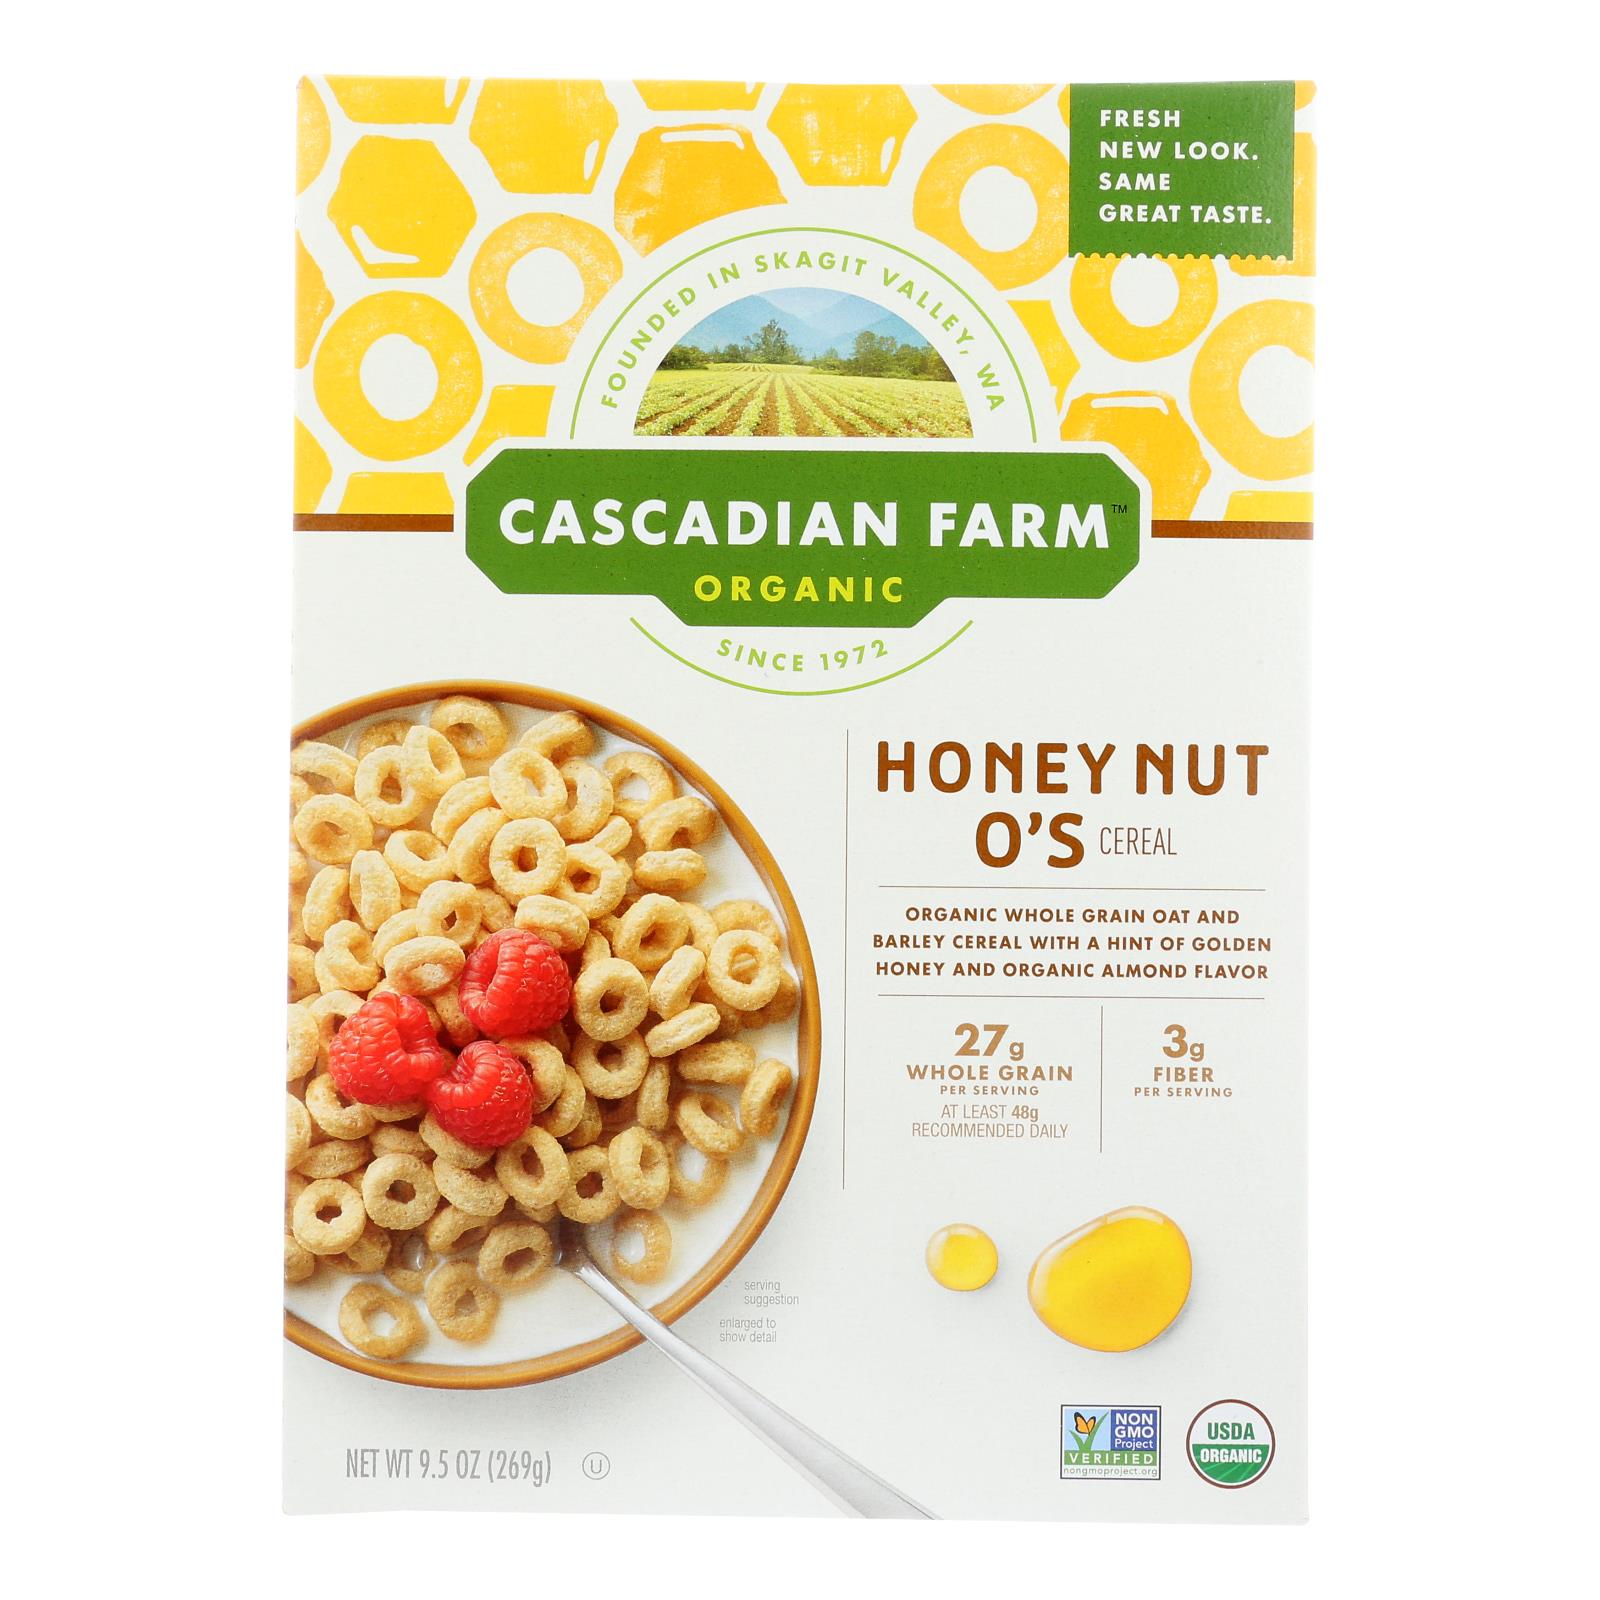 FRESH
NEW LOOK.
SAME
GREAT TASTE.
FOUNDED IN SKAGIT VALLEY, WA
CASCADIAN FARM™
ORGANIC
SINCE 1972
HONEY NUT
O'S CEREAL
ORGANIC WHOLE GRAIN OAT AND
BARLEY CEREAL WITH A HINT OF GOLDEN
HONEY AND ORGANIC ALMOND FLAVOR
27g
WHOLE GRAIN
PER SERVING
AT LEAST 48g
RECOMMENDED DAILY
3g
FIBER
PER SERVING
serving
suggestion
enlarged to
show detail
NET WT 9.5 OZ (269g)
U
NON
GMO
Project
VERIFIED
nongmoproject.org
USDA
ORGANIC